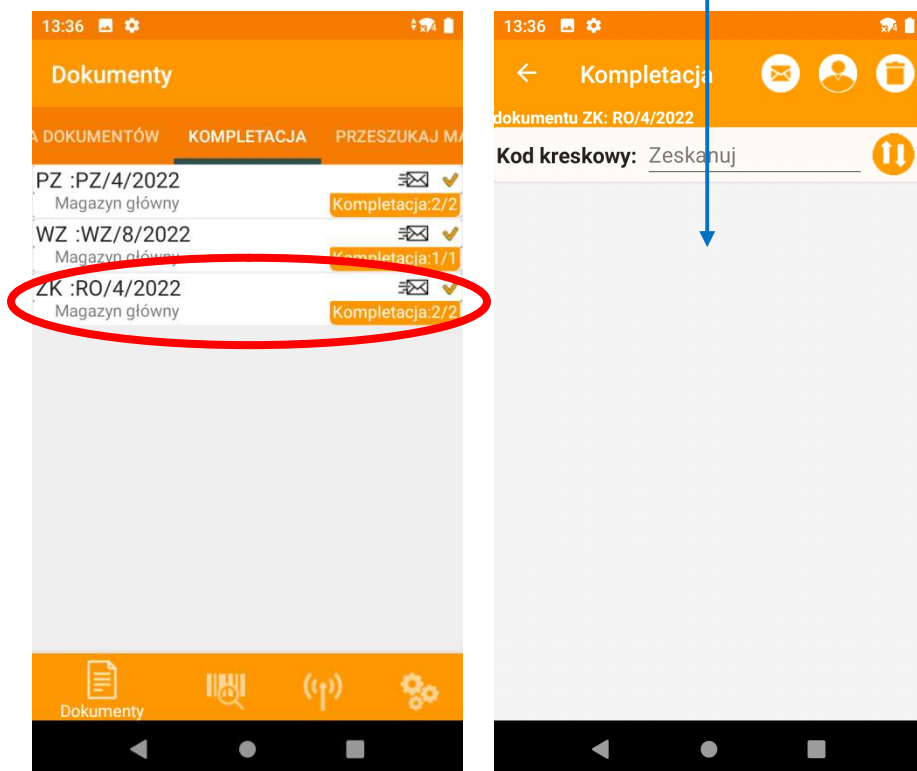 13:36
Dokumenty
A DOKUMENTÓW KOMPLETACJA PRZESZUKAJ MA
PZ :PZ/4/2022
Magazyn główny Kompletacja:2/2
WZ :WZ/8/2022
Magazyn główny Kompletacja:1/1
ZK :RO/4/2022
Magazyn główny Kompletacja:2/2
Dokumenty
13:36
Kompletacja
dokumentu ZK: RO/4/2022
Kod kreskowy: Zeskanuj